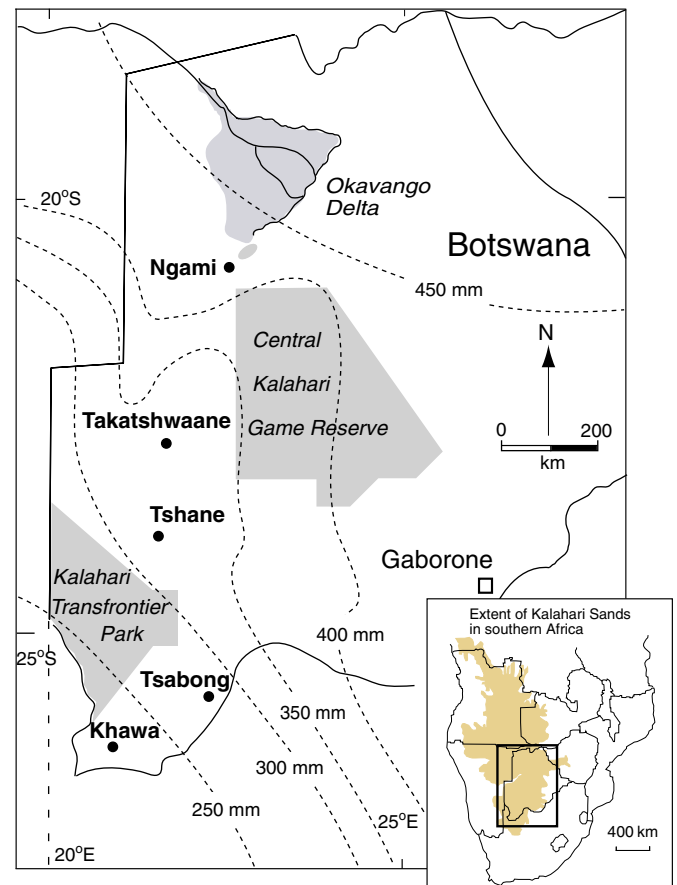 20°S
Okavango
Delta
Botswana
Ngami
450 mm
N
Central
Kalahari
Game Reserve
0 200
km
Takatshwaane
Tshane
Gaborone
Kalahari
Transfrontier
Park
25°S
400 mm
Tsabong
350 mm
Khawa
300 mm
250 mm
25°E
20°E
Extent of Kalahari Sands
in southern Africa
400 km